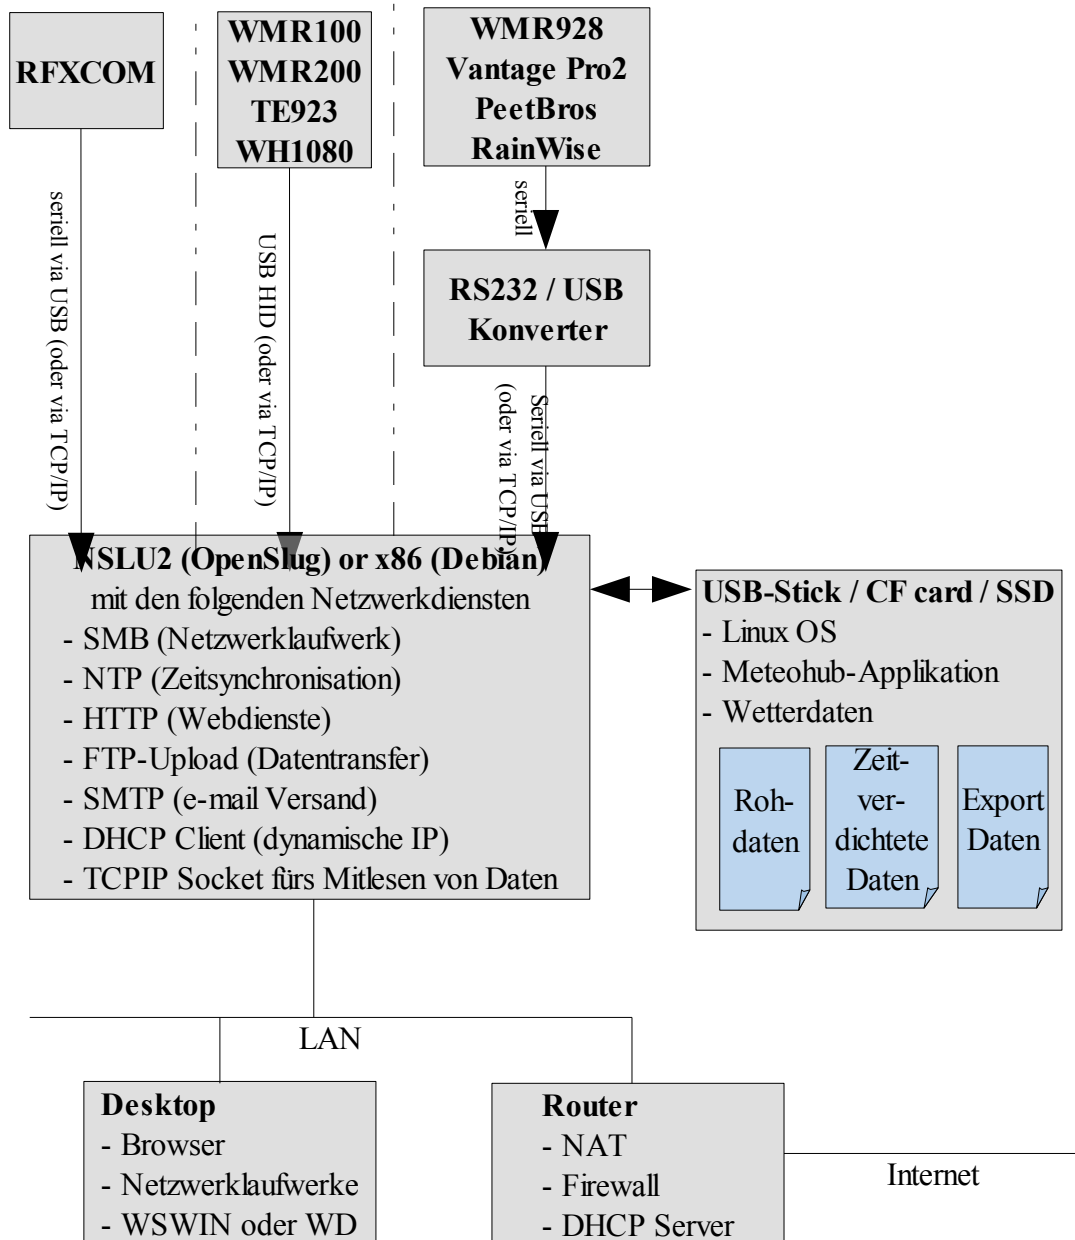 RFXCOM
WMR100
WMR200
TE923
WH1080
WMR928
Vantage Pro2
PeetBros
RainWise
seriell via USB (oder via TCP/IP)
USB HID (oder via TCP/IP)
seriell
RS232 / USB
Konverter
Seriell via USB
(oder via TCP/IP)
NSLU2 (OpenSlug) or x86 (Debian)
mit den folgenden Netzwerkdiensten
- SMB (Netzwerklaufwerk)
- NTP (Zeitsynchronisation)
- HTTP (Webdienste)
- FTP-Upload (Datentransfer)
- SMTP (e-mail Versand)
- DHCP Client (dynamische IP)
- TCPIP Socket fürs Mitlesen von Daten
USB-Stick / CF card / SSD
- Linux OS
- Meteohub-Applikation
- Wetterdaten
Roh-
daten
Zeit-
ver-
dichtete
Daten
Export
Daten
LAN
Desktop
- Browser
- Netzwerklaufwerke
- WSWIN oder WD
Router
- NAT
- Firewall
- DHCP Server
Internet